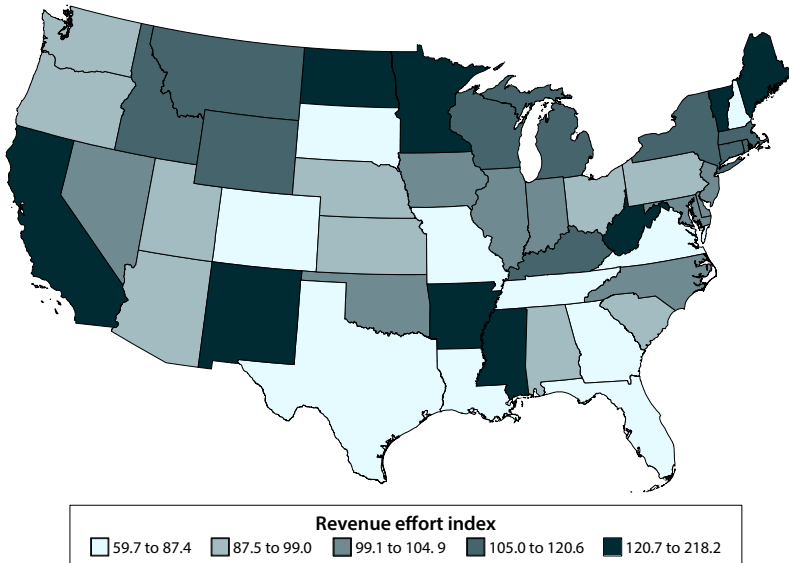 Revenue effort index
59.7 to 87.4 87.5 to 99.0 99.1 to 104. 9 105.0 to 120.6 120.7 to 218.2